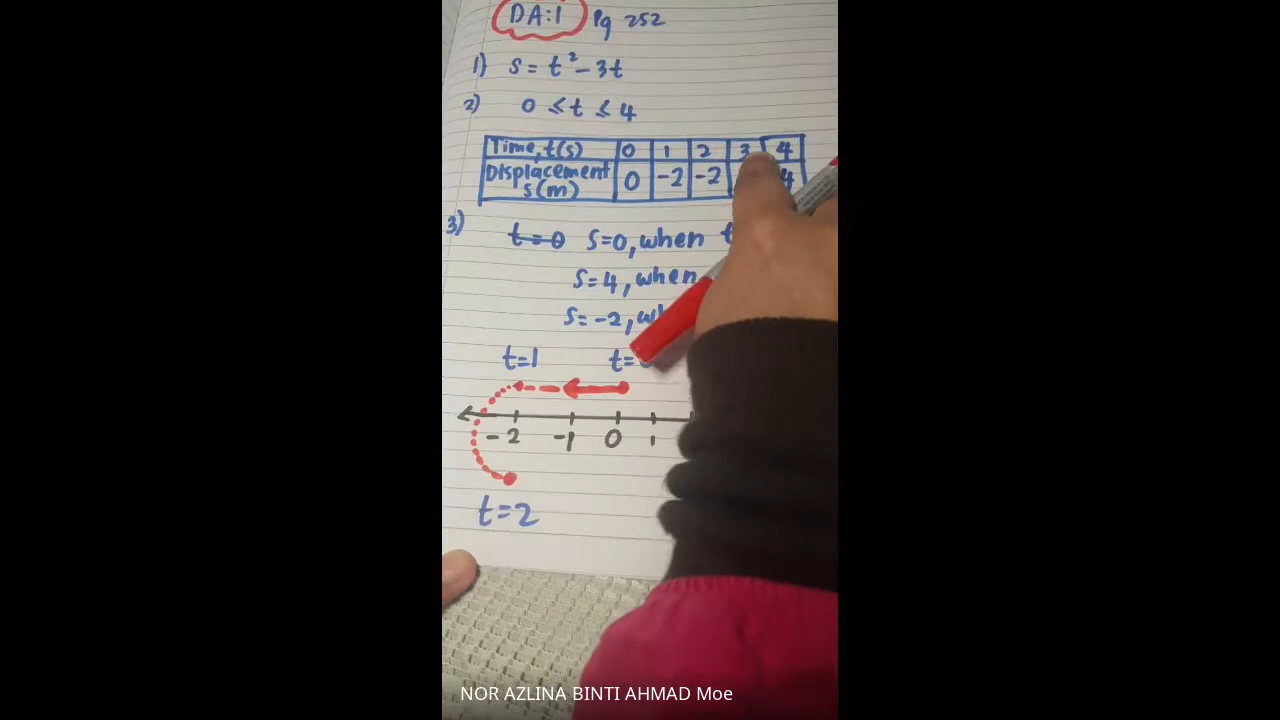 DA:1 Pg 252
1) s = t² - 3t
2) 0 ≤ t ≤ 4
Time, t(s) 0 1 2 3 4
Displacement s(m) 0 -2 -2 4
3) t = 0 s=0, when
s=4, when
s=-2,
t=1 t=
-2 -1 0 1
t=2
NOR AZLINA BINTI AHMAD Moe